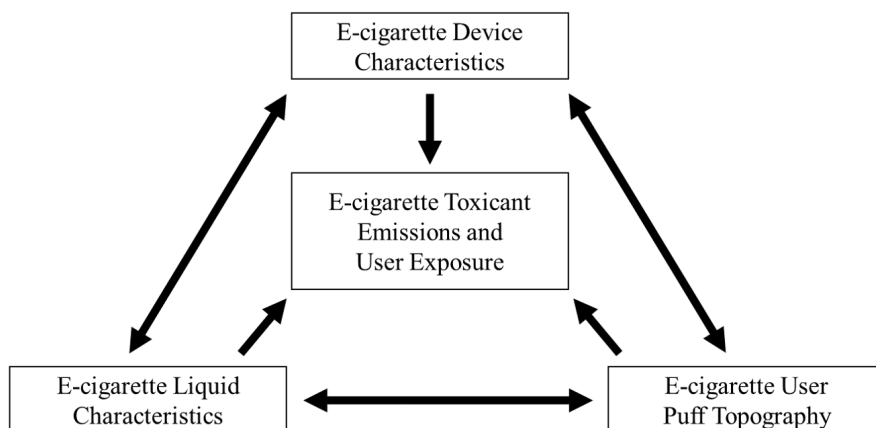 E-cigarette Device
Characteristics
E-cigarette Toxicant
Emissions and
User Exposure
E-cigarette Liquid
Characteristics
E-cigarette User
Puff Topography